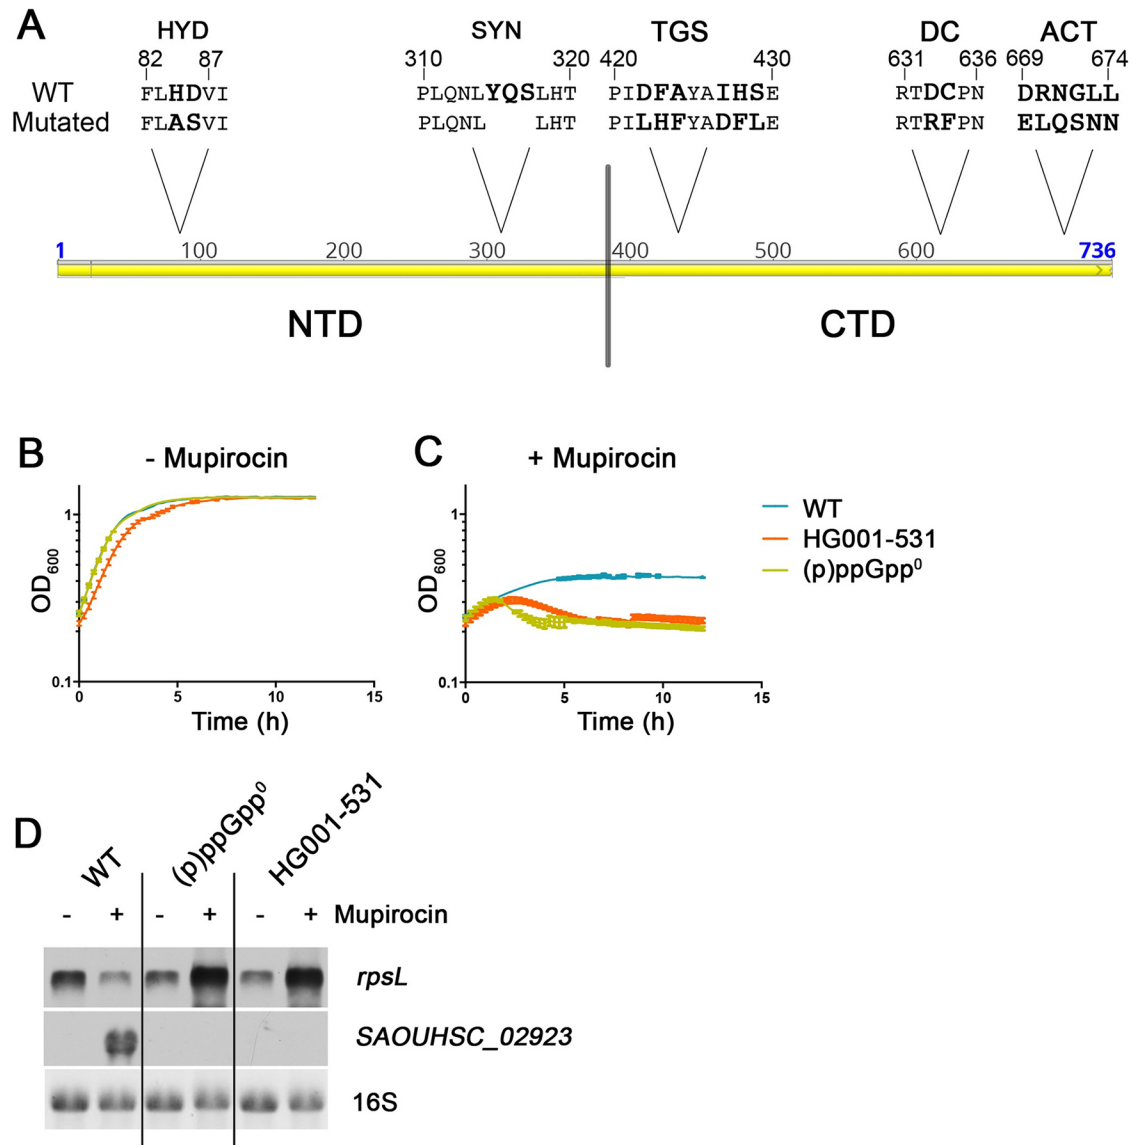 A
HYD SYN TGS DC ACT
82 87 310 320 420 430 631 636 669 674
WT FLHDVI PLQNLYQSLHT PIDFAYAIHSE RTDCPN DRNGLL
Mutated FLASVI PLQNL LHT PILHFYADFLE RTRFPN ELQSNN
1 100 200 300 400 500 600 736
NTD CTD
B - Mupirocin
1
OD600
0.1
0 5 10 15
Time (h)
C + Mupirocin
1
OD600
0.1
0 5 10 15
Time (h)
WT
HG001-531
(p)ppGpp⁰
D
WT (p)ppGpp⁰ HG001-531
- + - + - + Mupirocin
rpsL
SAOUHSC_02923
16S